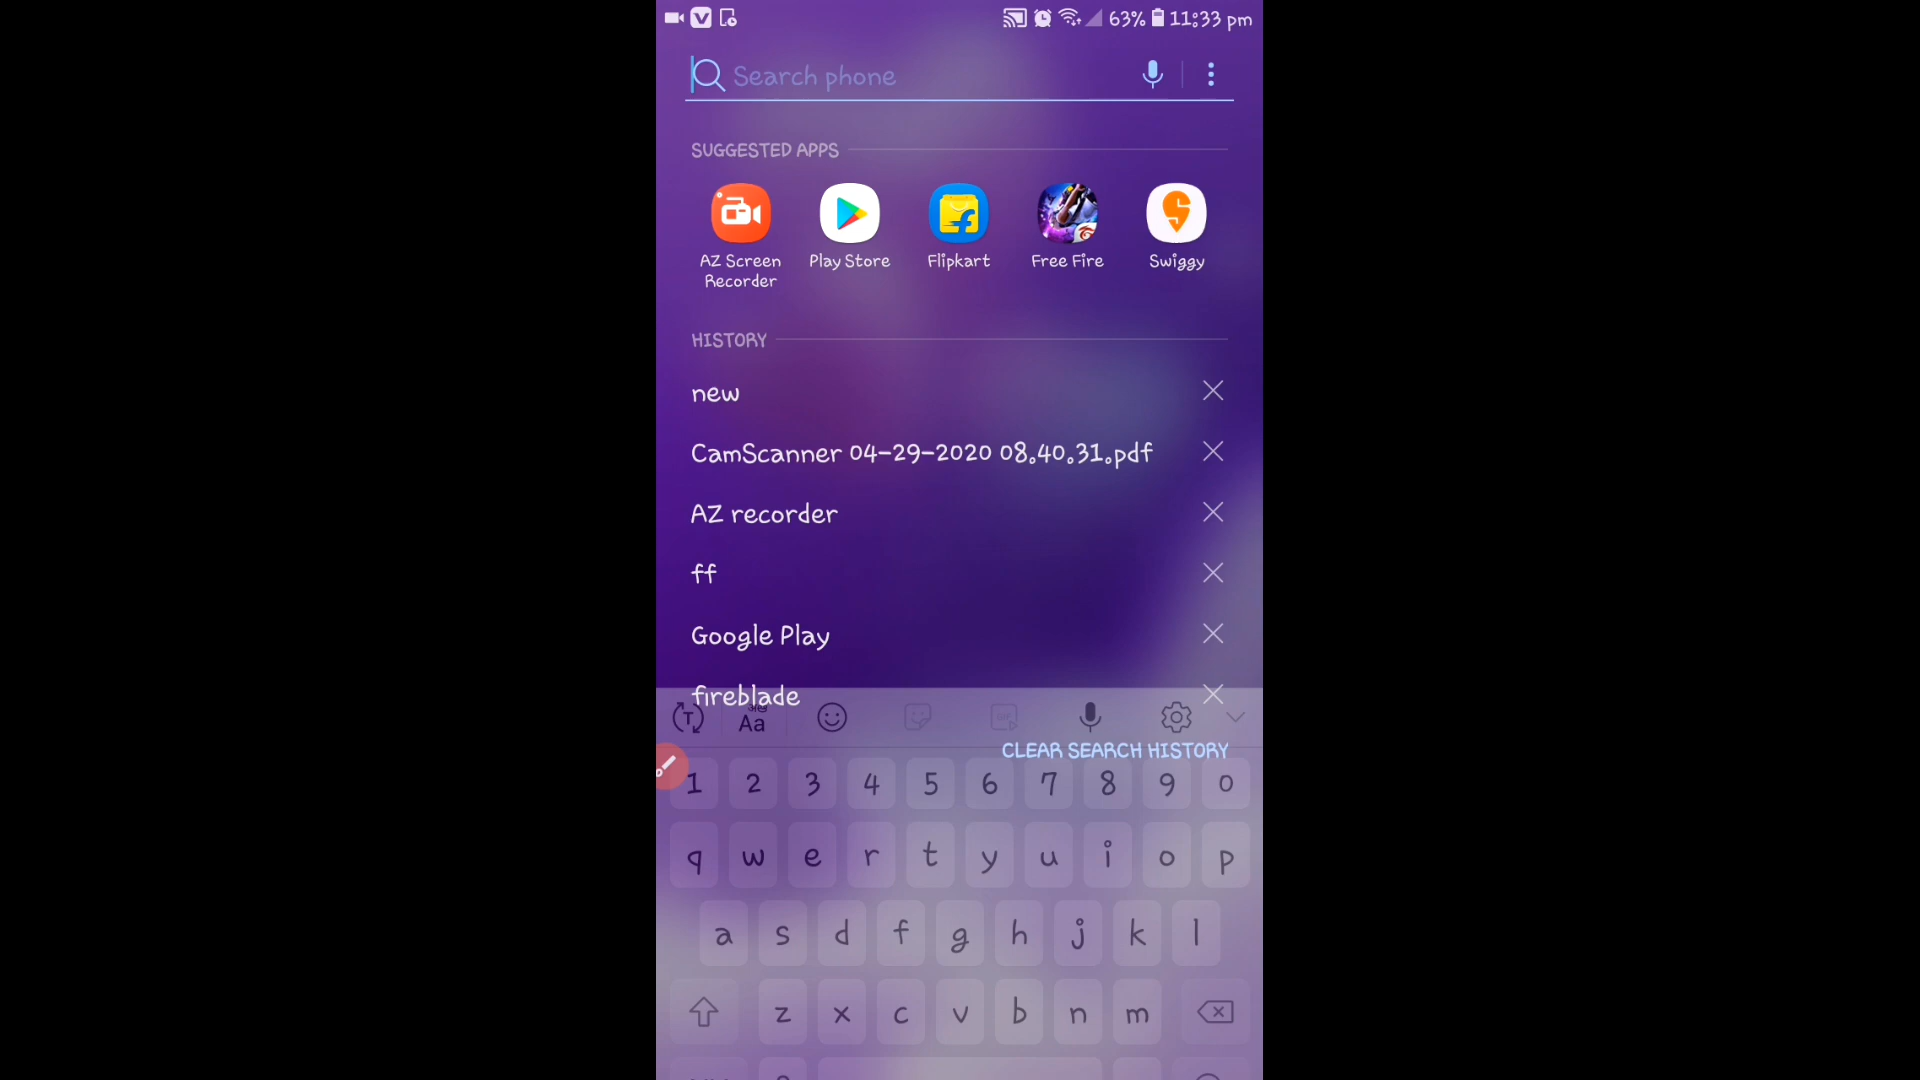 63% 11:33 pm
Search phone
SUGGESTED APPS
AZ Screen Recorder
Play Store
Flipkart
Free Fire
Swiggy
HISTORY
new
CamScanner 04-29-2020 08.40.31.pdf
AZ recorder
ff
Google Play
fireblade
T Aa
CLEAR SEARCH HISTORY
1 2 3 4 5 6 7 8 9 0
q w e r t y u i o p
a s d f g h j k l
z x c v b n m